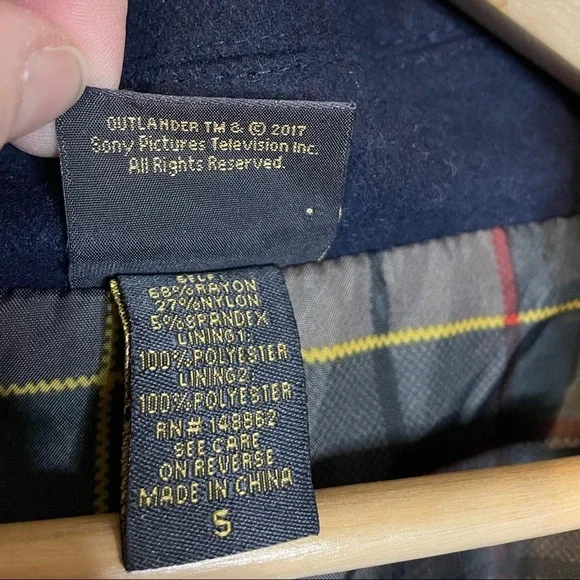 OUTLANDER TM & © 2017
Sony Pictures Television Inc.
All Rights Reserved.
SELF:
68%RAYON
27%NYLON
5%SPANDEX
LINING1:
100%POLYESTER
LINING2:
100%POLYESTER
RN# 148862
SEE CARE
ON REVERSE
MADE IN CHINA
S